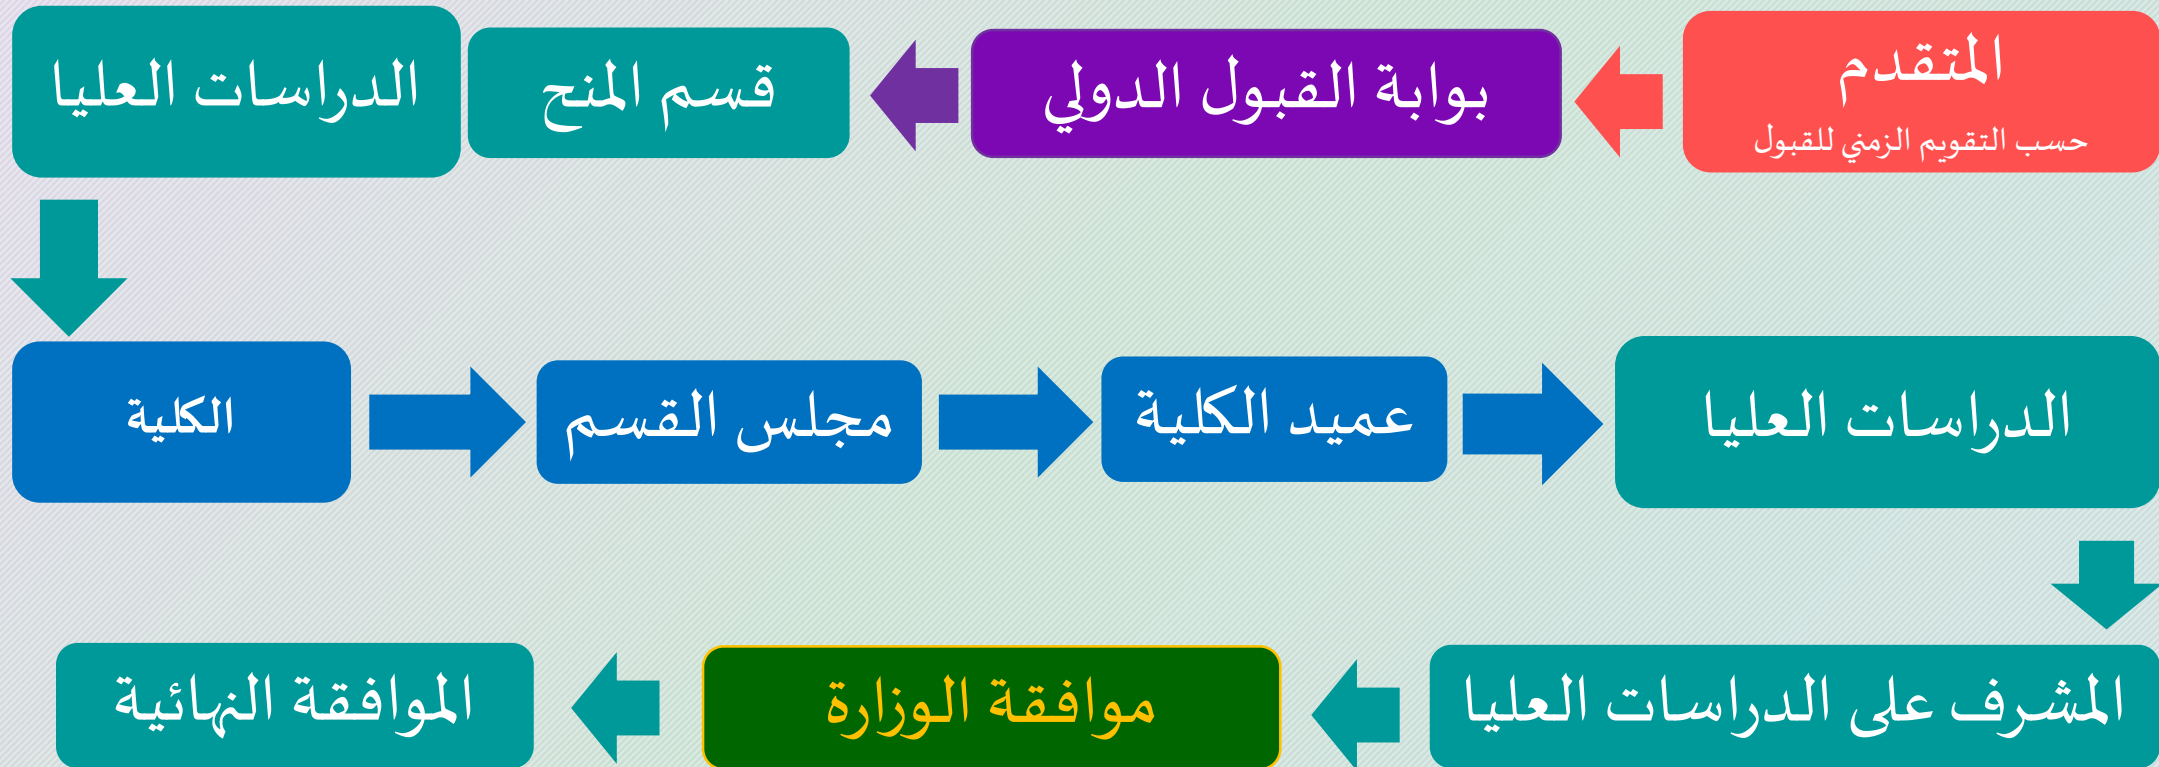 المتقدم
حسب التقويم الزمني للقبول
بوابة القبول الدولي
قسم المنح
الدراسات العليا
الكلية
مجلس القسم
عميد الكلية
الدراسات العليا
المشرف على الدراسات العليا
موافقة الوزارة
الموافقة النهائية